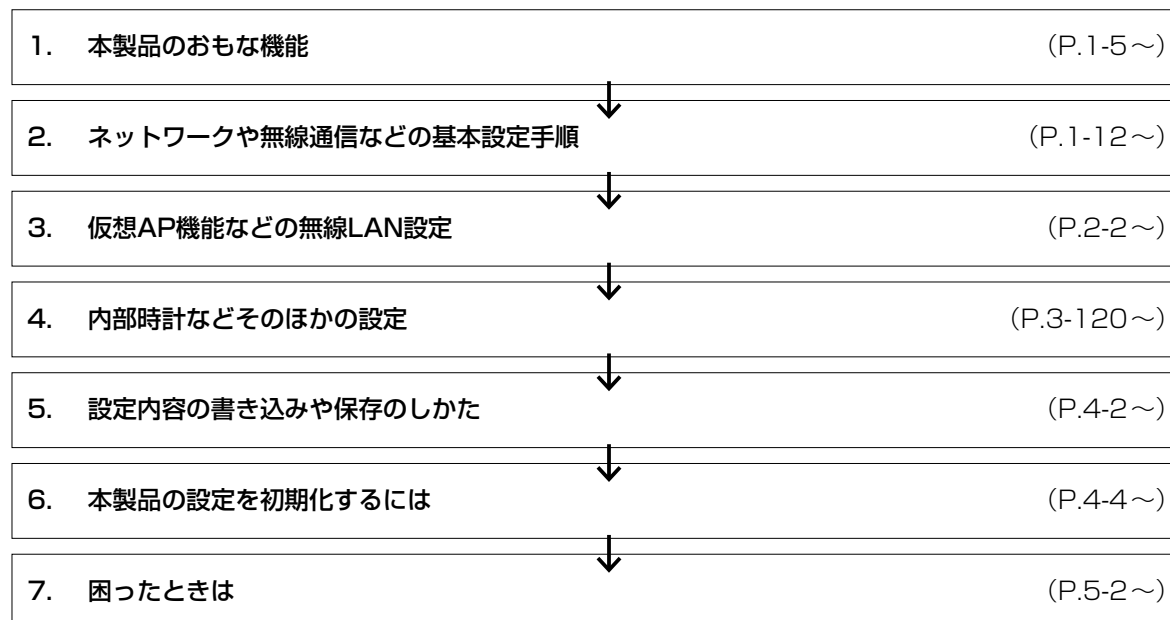 1. 本製品のおもな機能 （P.1-5～）
2. ネットワークや無線通信などの基本設定手順 （P.1-12～）
3. 仮想AP機能などの無線LAN設定 （P.2-2～）
4. 内部時計などそのほかの設定 （P.3-120～）
5. 設定内容の書き込みや保存のしかた （P.4-2～）
6. 本製品の設定を初期化するには （P.4-4～）
7. 困ったときは （P.5-2～）